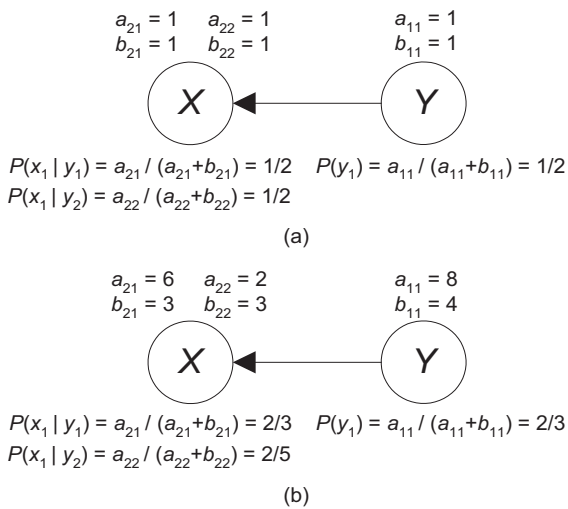 a₂₁ = 1 a₂₂ = 1 a₁₁ = 1
b₂₁ = 1 b₂₂ = 1 b₁₁ = 1
X Y
P(x₁ | y₁) = a₂₁ / (a₂₁+b₂₁) = 1/2 P(y₁) = a₁₁ / (a₁₁+b₁₁) = 1/2
P(x₁ | y₂) = a₂₂ / (a₂₂+b₂₂) = 1/2
(a)
a₂₁ = 6 a₂₂ = 2 a₁₁ = 8
b₂₁ = 3 b₂₂ = 3 b₁₁ = 4
X Y
P(x₁ | y₁) = a₂₁ / (a₂₁+b₂₁) = 2/3 P(y₁) = a₁₁ / (a₁₁+b₁₁) = 2/3
P(x₁ | y₂) = a₂₂ / (a₂₂+b₂₂) = 2/5
(b)